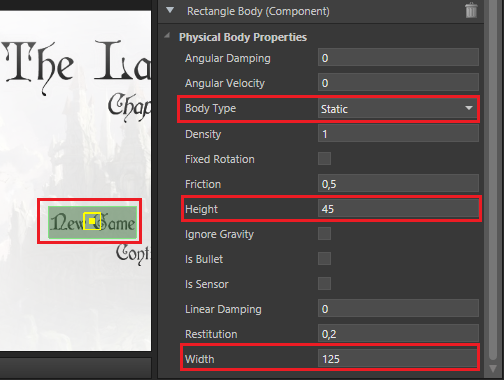 The La
Chap
New Game
Conti
Rectangle Body (Component)
Physical Body Properties
Angular Damping 0
Angular Velocity 0
Body Type Static
Density 1
Fixed Rotation
Friction 0,5
Height 45
Ignore Gravity
Is Bullet
Is Sensor
Linear Damping 0
Restitution 0,2
Width 125